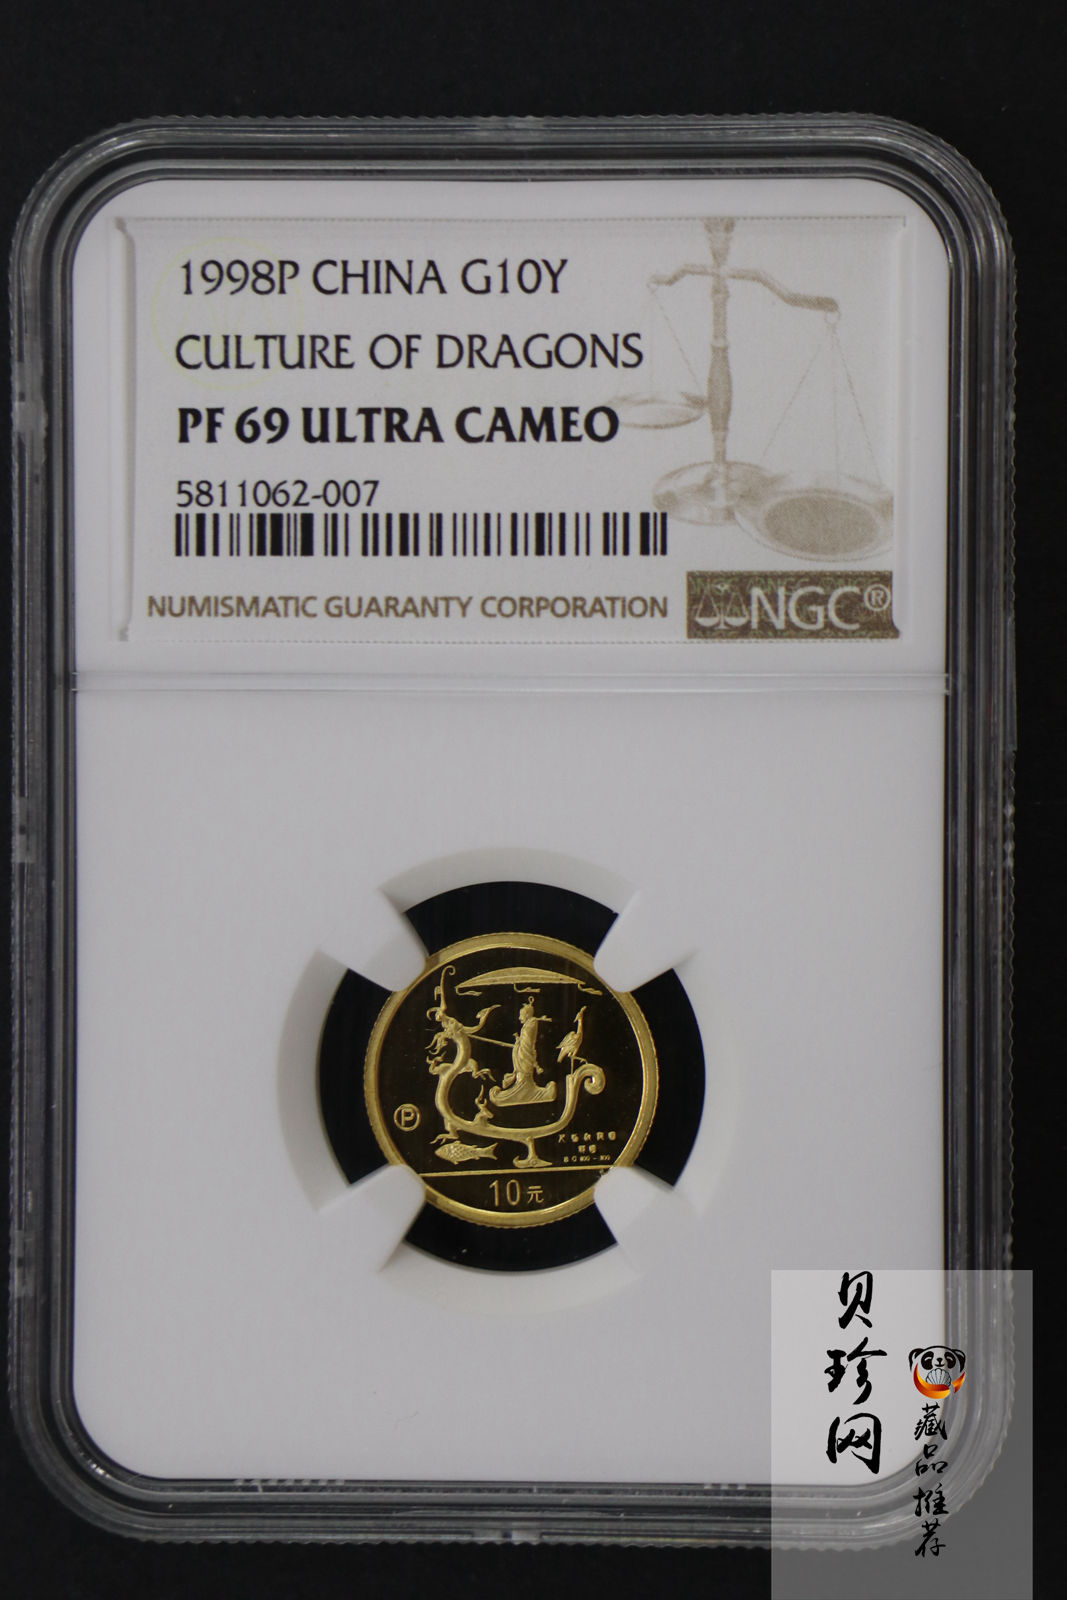 1998P CHINA G10Y
CULTURE OF DRAGONS
PF 69 ULTRA CAMEO
5811062-007
NUMISMATIC GUARANTY CORPORATION
NGC®
P
10元
贝珍网
藏品推荐